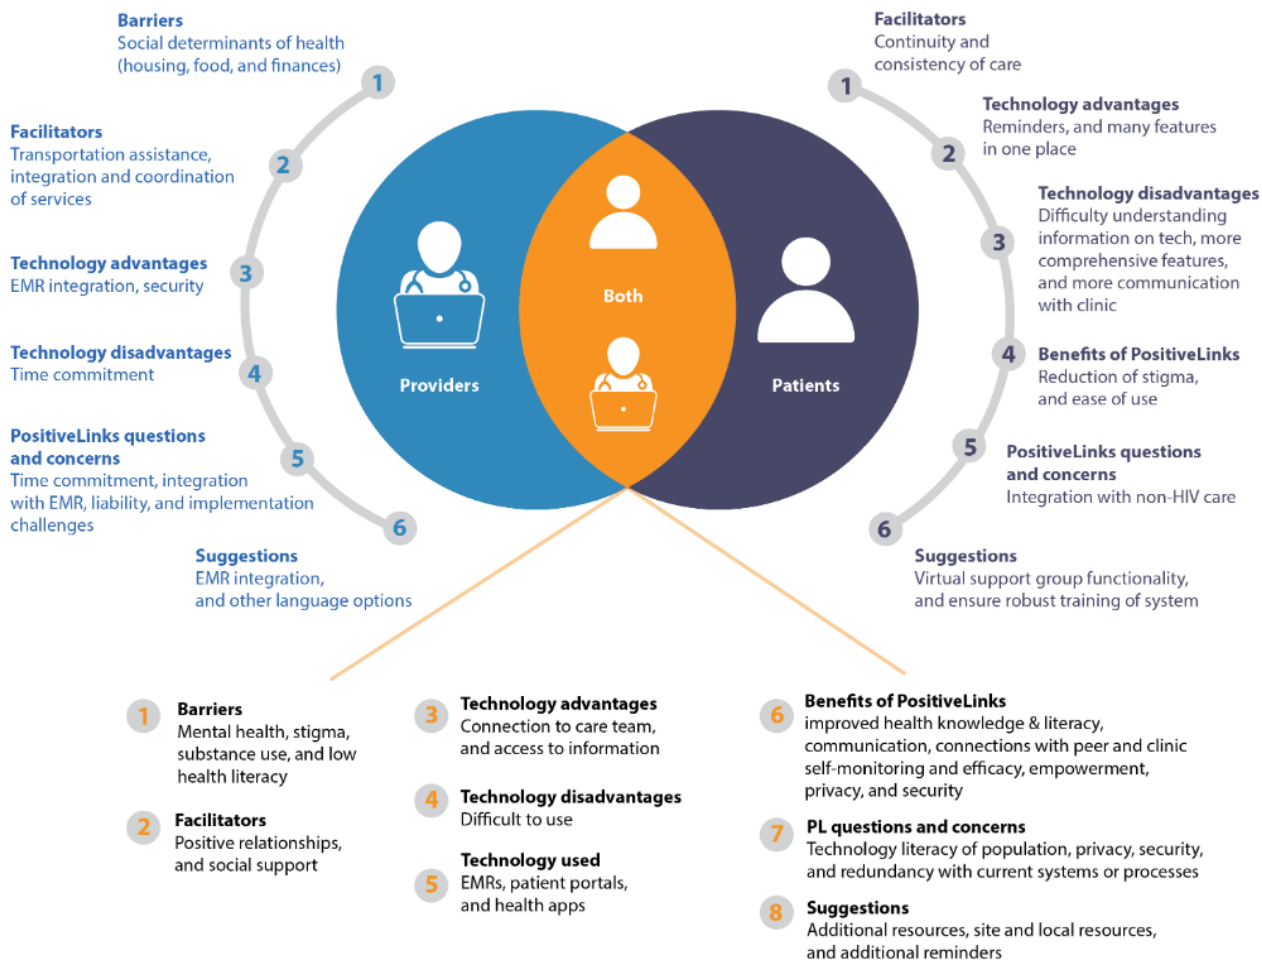 Barriers
Social determinants of health
(housing, food, and finances)
1
Facilitators
Transportation assistance,
integration and coordination
of services
2
Technology advantages
EMR integration, security
3
Technology disadvantages
Time commitment
4
PositiveLinks questions
and concerns
Time commitment, integration
with EMR, liability, and implementation
challenges
5
6
Suggestions
EMR integration,
and other language options
Providers
Both
Patients
Facilitators
Continuity and
consistency of care
1
Technology advantages
Reminders, and many features
in one place
2
Technology disadvantages
Difficulty understanding
information on tech, more
comprehensive features,
and more communication
with clinic
3
4
Benefits of PositiveLinks
Reduction of stigma,
and ease of use
5
PositiveLinks questions
and concerns
Integration with non-HIV care
6
Suggestions
Virtual support group functionality,
and ensure robust training of system
1
Barriers
Mental health, stigma,
substance use, and low
health literacy
2
Facilitators
Positive relationships,
and social support
3
Technology advantages
Connection to care team,
and access to information
4
Technology disadvantages
Difficult to use
5
Technology used
EMRs, patient portals,
and health apps
6
Benefits of PositiveLinks
improved health knowledge & literacy,
communication, connections with peer and clinic
self-monitoring and efficacy, empowerment,
privacy, and security
7
PL questions and concerns
Technology literacy of population, privacy, security,
and redundancy with current systems or processes
8
Suggestions
Additional resources, site and local resources,
and additional reminders